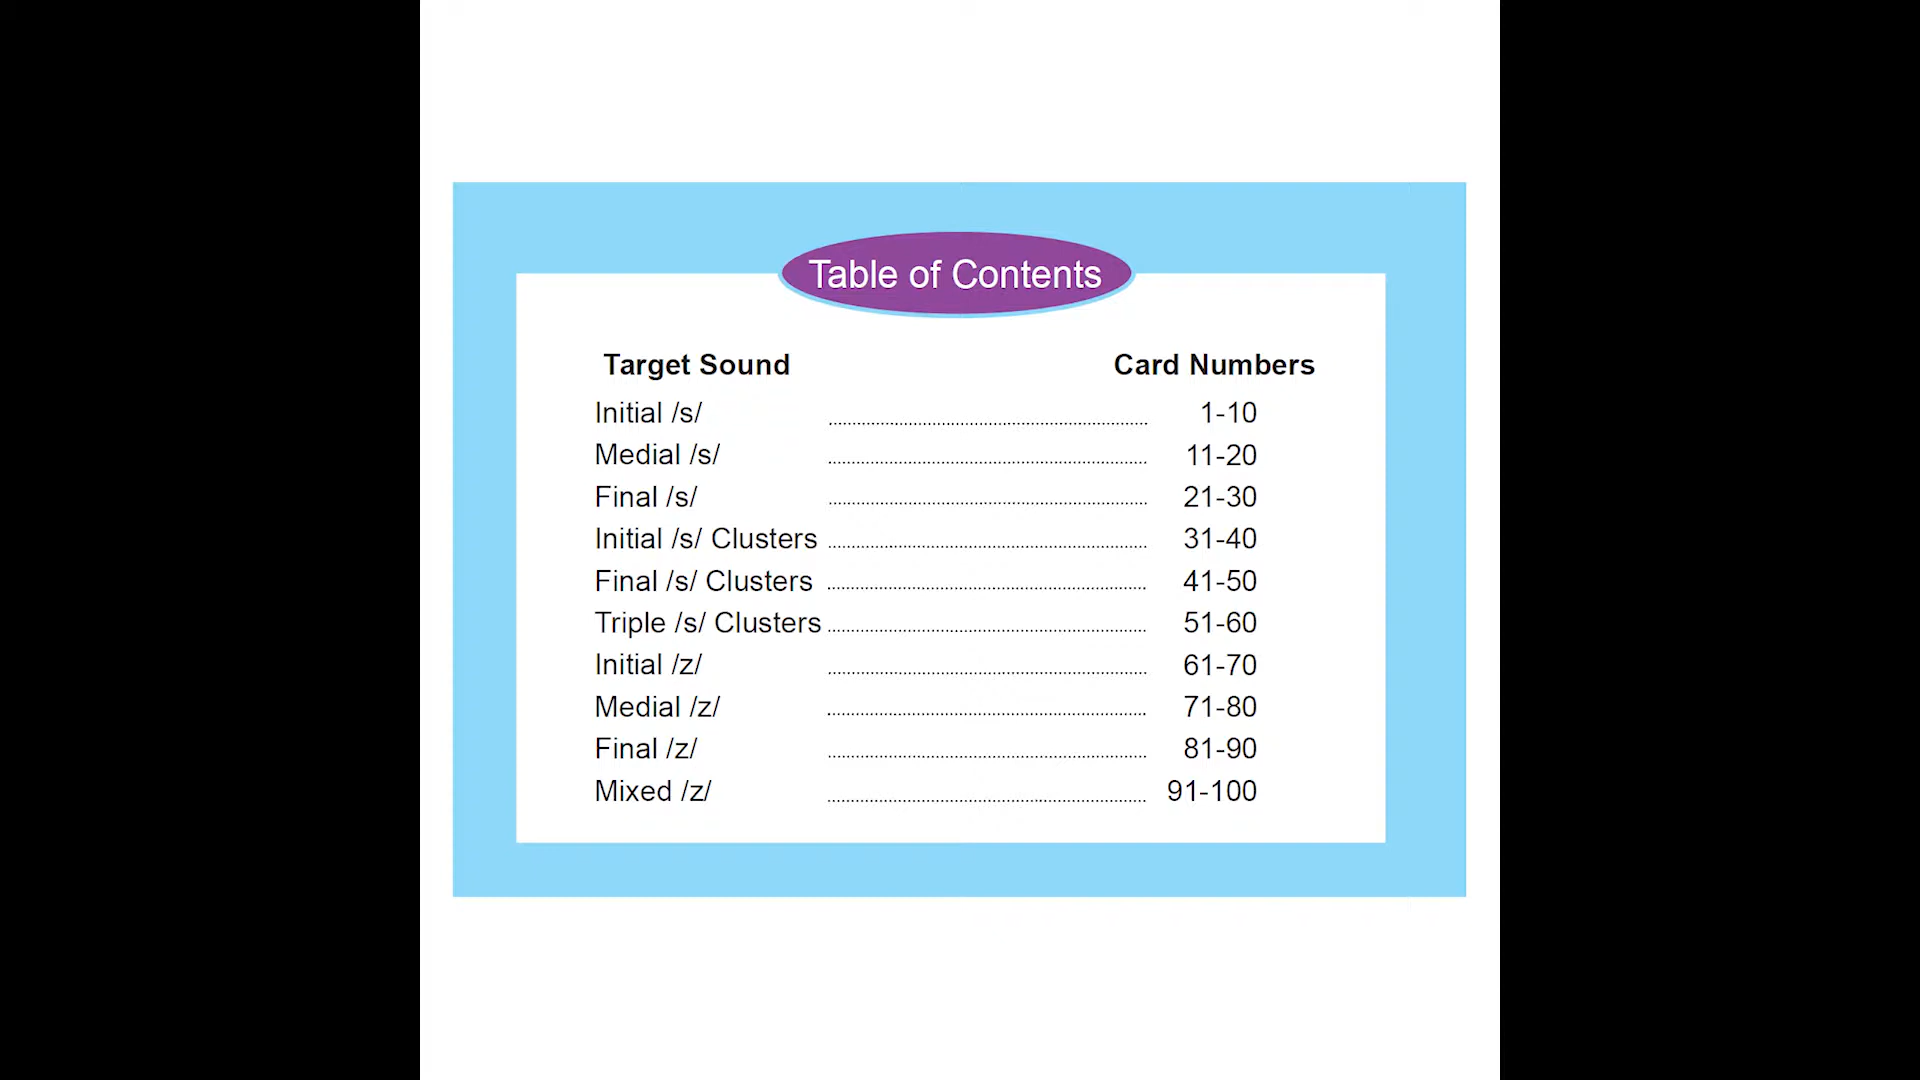 Table of Contents
Target Sound Card Numbers
Initial /s/ ........................................ 1-10
Medial /s/ ........................................ 11-20
Final /s/ ........................................ 21-30
Initial /s/ Clusters ........................................ 31-40
Final /s/ Clusters ........................................ 41-50
Triple /s/ Clusters ........................................ 51-60
Initial /z/ ........................................ 61-70
Medial /z/ ........................................ 71-80
Final /z/ ........................................ 81-90
Mixed /z/ ........................................ 91-100